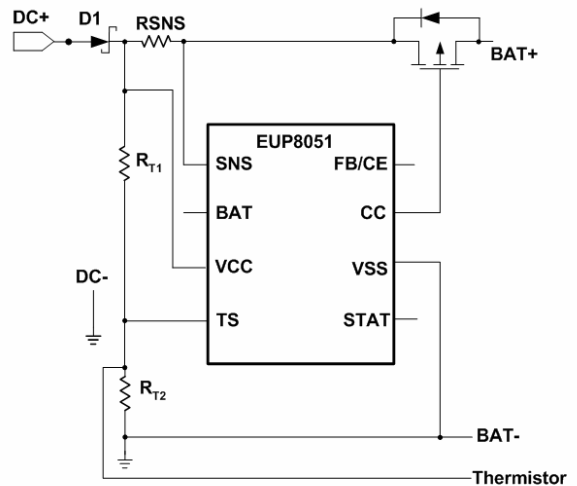 DC+
D1
RSNS
BAT+
EUP8051
SNS
FB/CE
RT1
BAT
CC
VCC
VSS
DC-
TS
STAT
RT2
BAT-
Thermistor